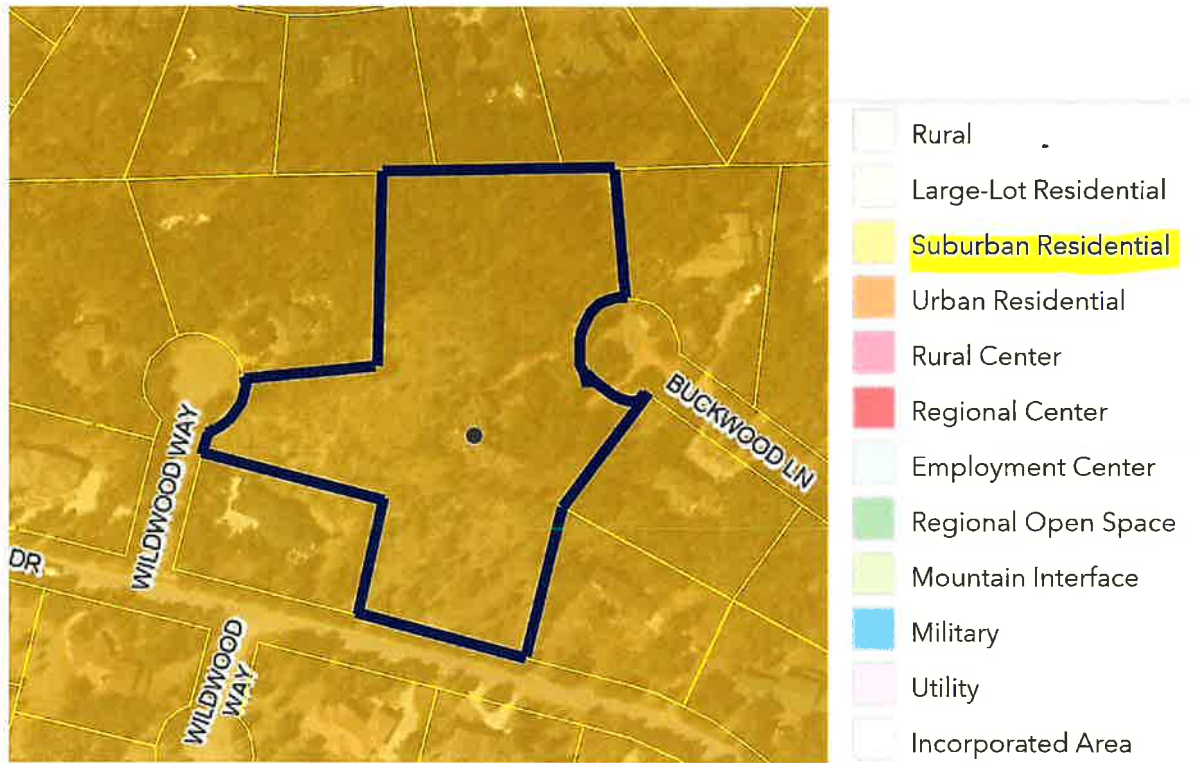 WILDWOOD WAY
DR
WILDWOOD
WAY
BUCKWOOD LN
Rural
Large-Lot Residential
Suburban Residential
Urban Residential
Rural Center
Regional Center
Employment Center
Regional Open Space
Mountain Interface
Military
Utility
Incorporated Area